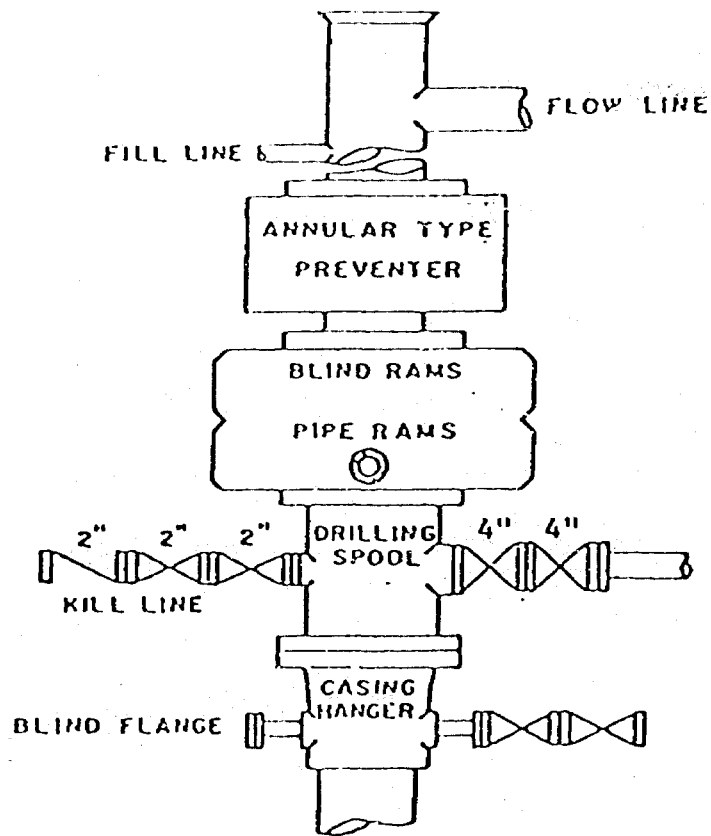 FLOW LINE
FILL LINE
ANNULAR TYPE
PREVENTER
BLIND RAMS
PIPE RAMS
2" 2" 2"
DRILLING
SPOOL
4" 4"
KILL LINE
CASING
HANGER
BLIND FLANGE